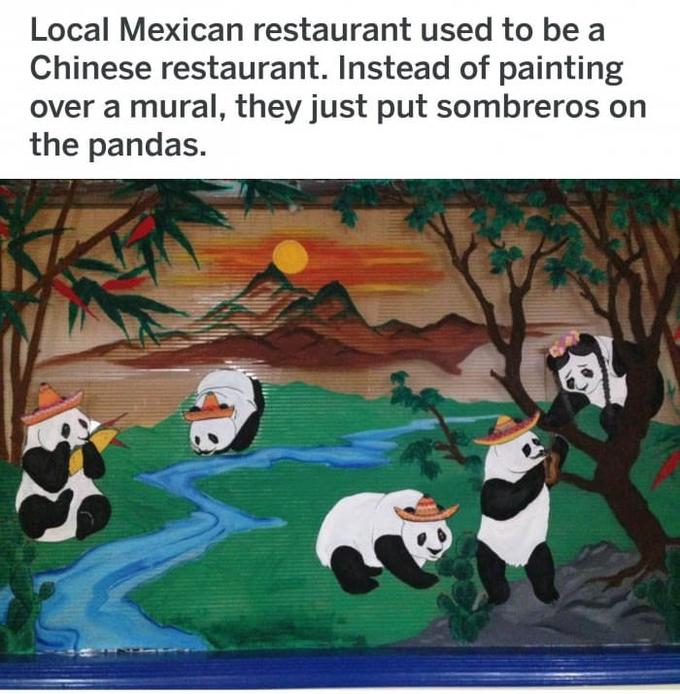 Local Mexican restaurant used to be a
Chinese restaurant. Instead of painting
over a mural, they just put sombreros on
the pandas.